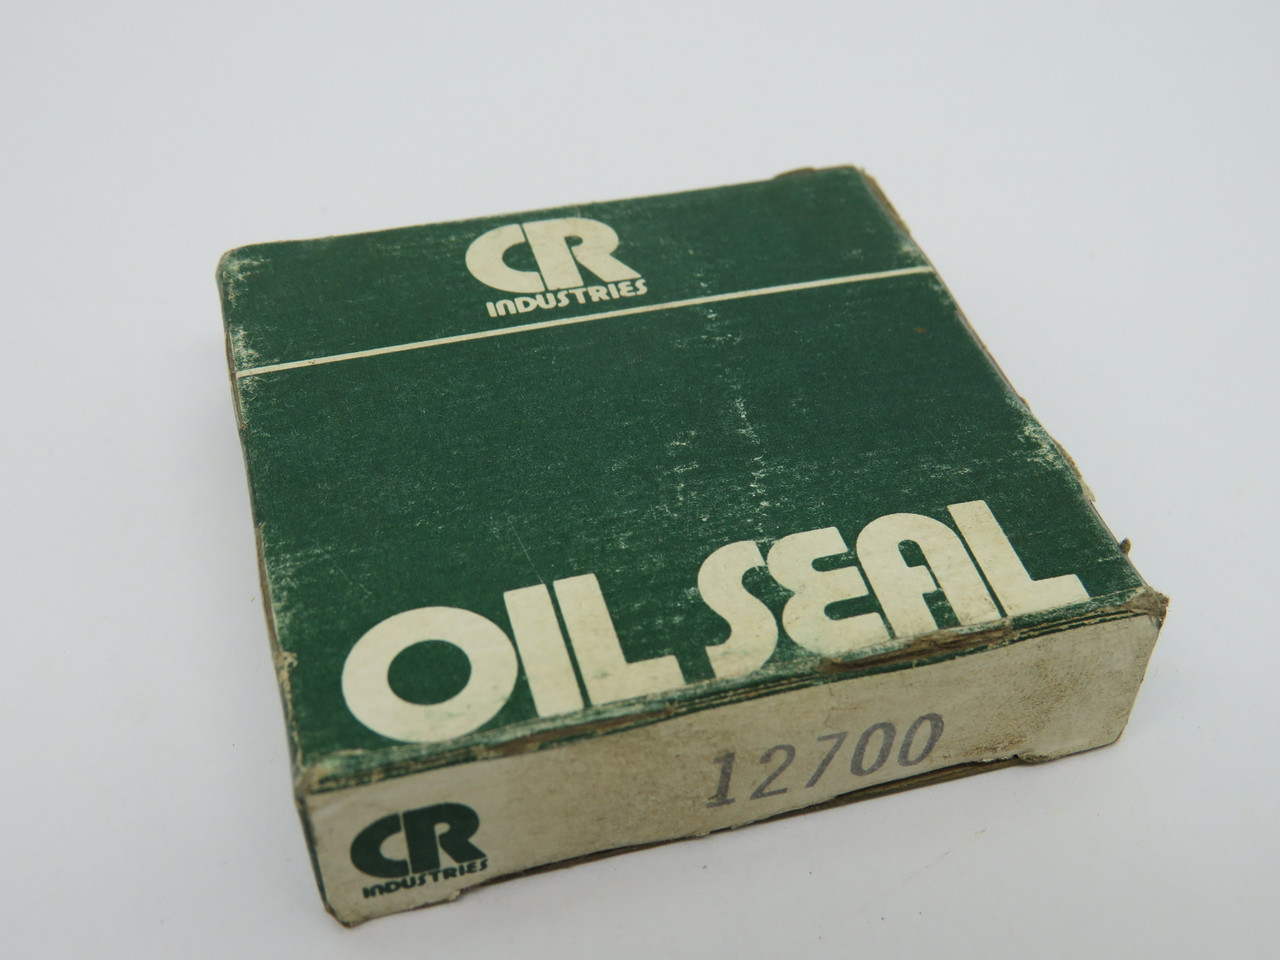 CR
INDUSTRIES
OIL SEAL
12700
CR
INDUSTRIES